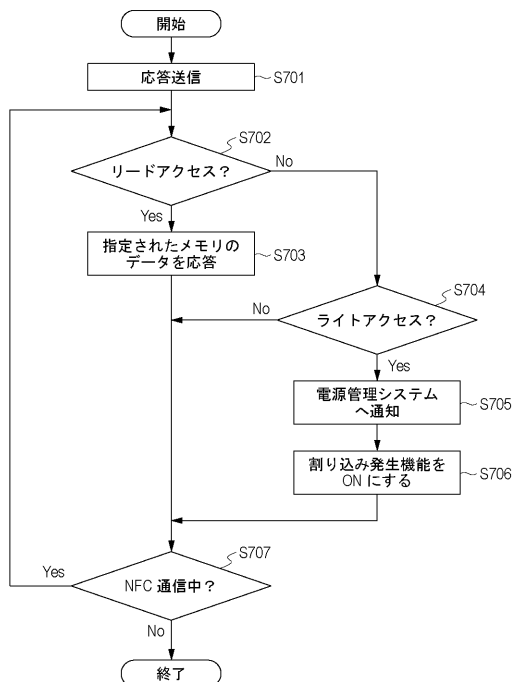 開始
応答送信
S701
S702
リードアクセス？
No
Yes
指定されたメモリの
データを応答
S703
S704
ライトアクセス？
No
Yes
電源管理システム
へ通知
S705
割り込み発生機能を
ONにする
S706
S707
NFC 通信中？
Yes
No
終了